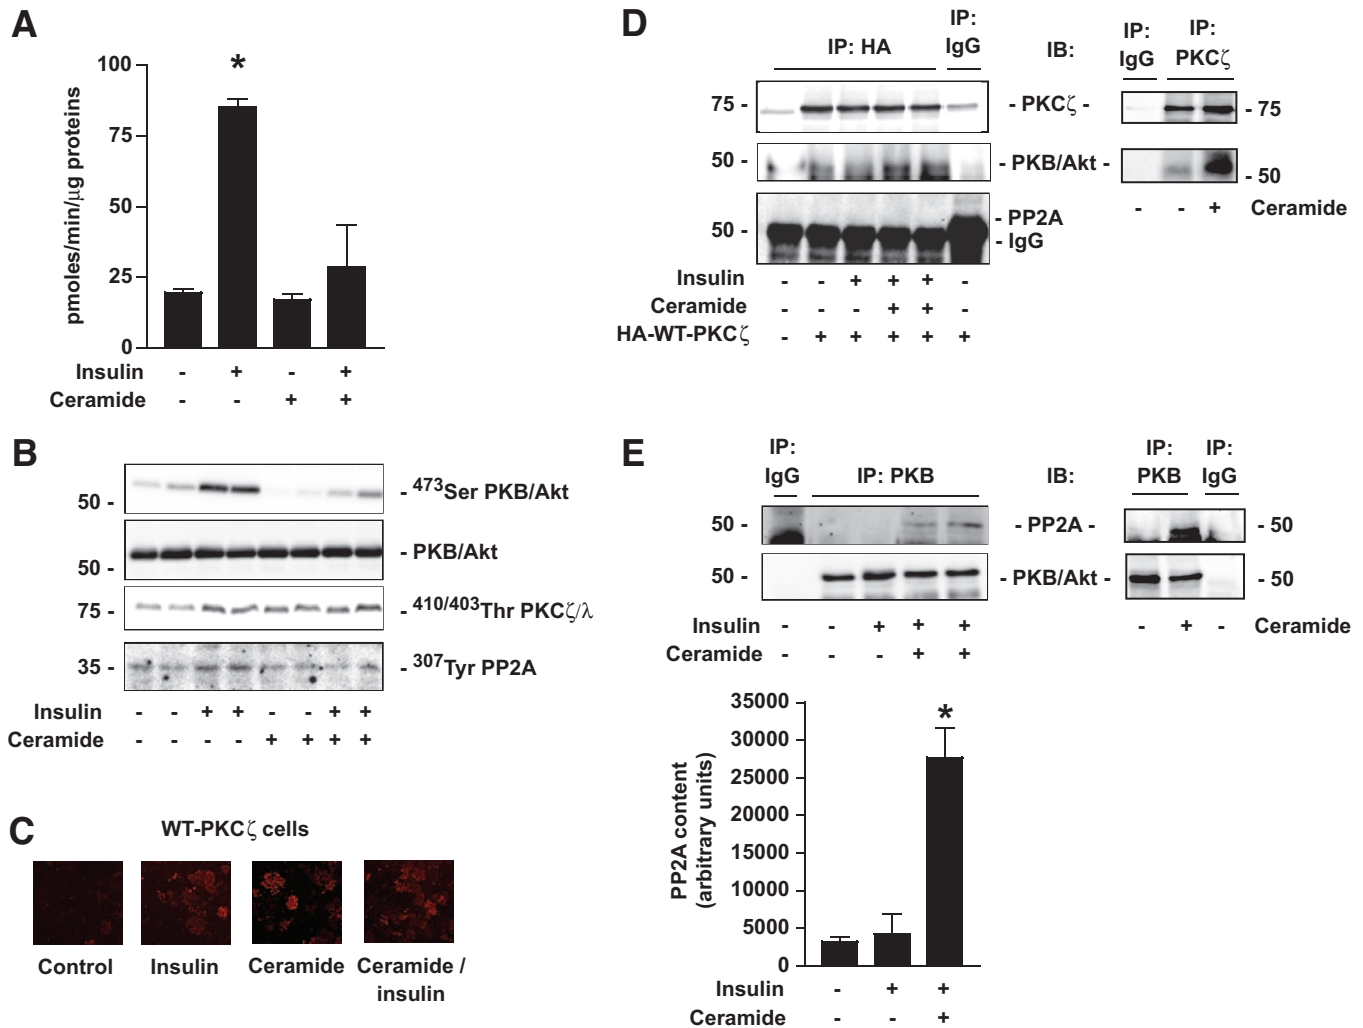 A
100
75
50
25
0
pmoles/min/µg proteins
*
Insulin - + - +
Ceramide - - + +
B
50 -
- 473Ser PKB/Akt
50 -
- PKB/Akt
75 -
- 410/403Thr PKCζ/λ
35 -
- 307Tyr PP2A
Insulin - - + + - - + +
Ceramide - - - - + + + +
C
WT-PKCζ cells
Control
Insulin
Ceramide
Ceramide /
insulin
D
IP: HA
IP:
IgG
IB:
IP:
IgG
IP:
PKCζ
75 -
- PKCζ -
- 75
50 -
- PKB/Akt -
- 50
50 -
- PP2A
- IgG
- - + Ceramide
Insulin - - + + + -
Ceramide - - - + + -
HA-WT-PKCζ - + + + + +
E
IP:
IgG
IP: PKB
IB:
IP:
PKB
IP:
IgG
50 -
- PP2A -
- 50
50 -
- PKB/Akt -
- 50
Insulin - - + + +
Ceramide - - - + +
- + - Ceramide
35000
30000
25000
20000
15000
10000
5000
0
PP2A content
(arbitrary units)
*
Insulin - + +
Ceramide - - +